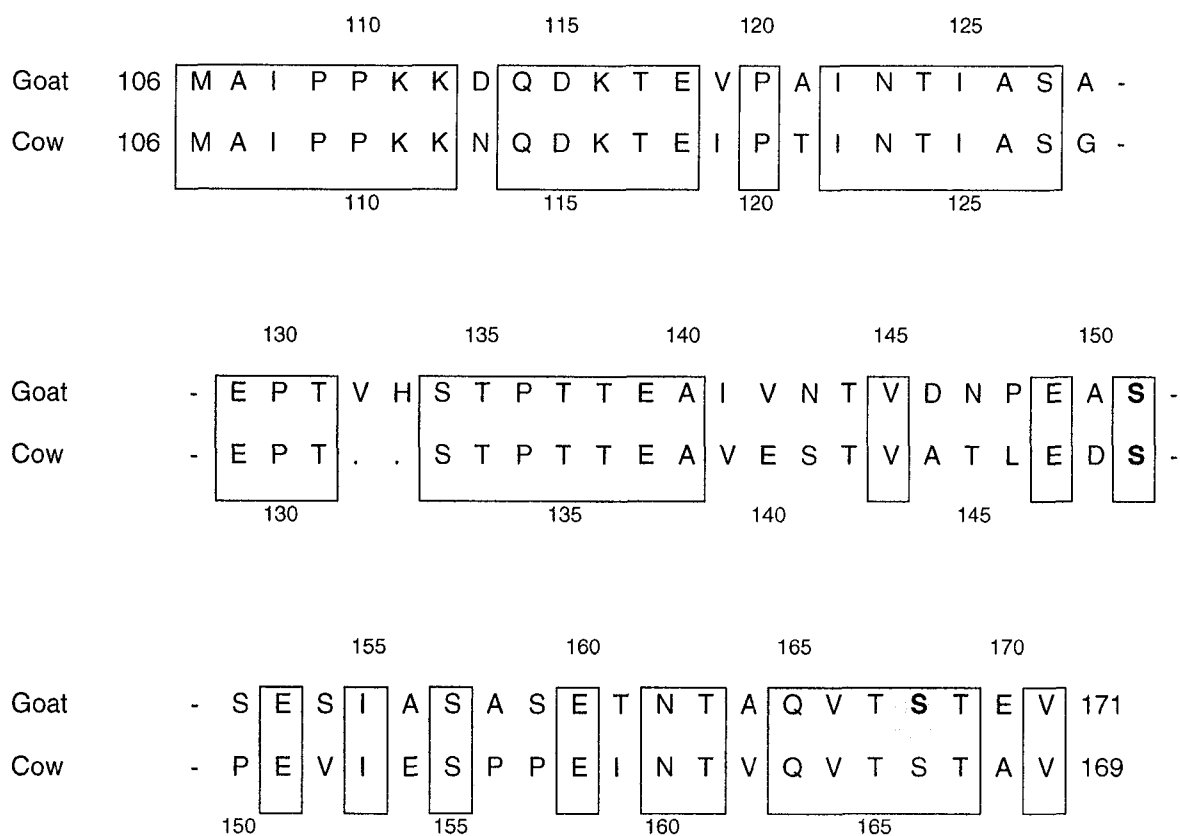 110 115 120 125
Goat 106 M A I P P K K D Q D K T E V P A I N T I A S A -
Cow 106 M A I P P K K N Q D K T E I P T I N T I A S G -
110 115 120 125
130 135 140 145 150
Goat - E P T V H S T P T T E A I V N T V D N P E A S -
Cow - E P T . . S T P T T E A V E S T V A T L E D S -
130 135 140 145
155 160 165 170
Goat - S E S I A S A S E T N T A Q V T S T E V 171
Cow - P E V I E S P P E I N T V Q V T S T A V 169
150 155 160 165